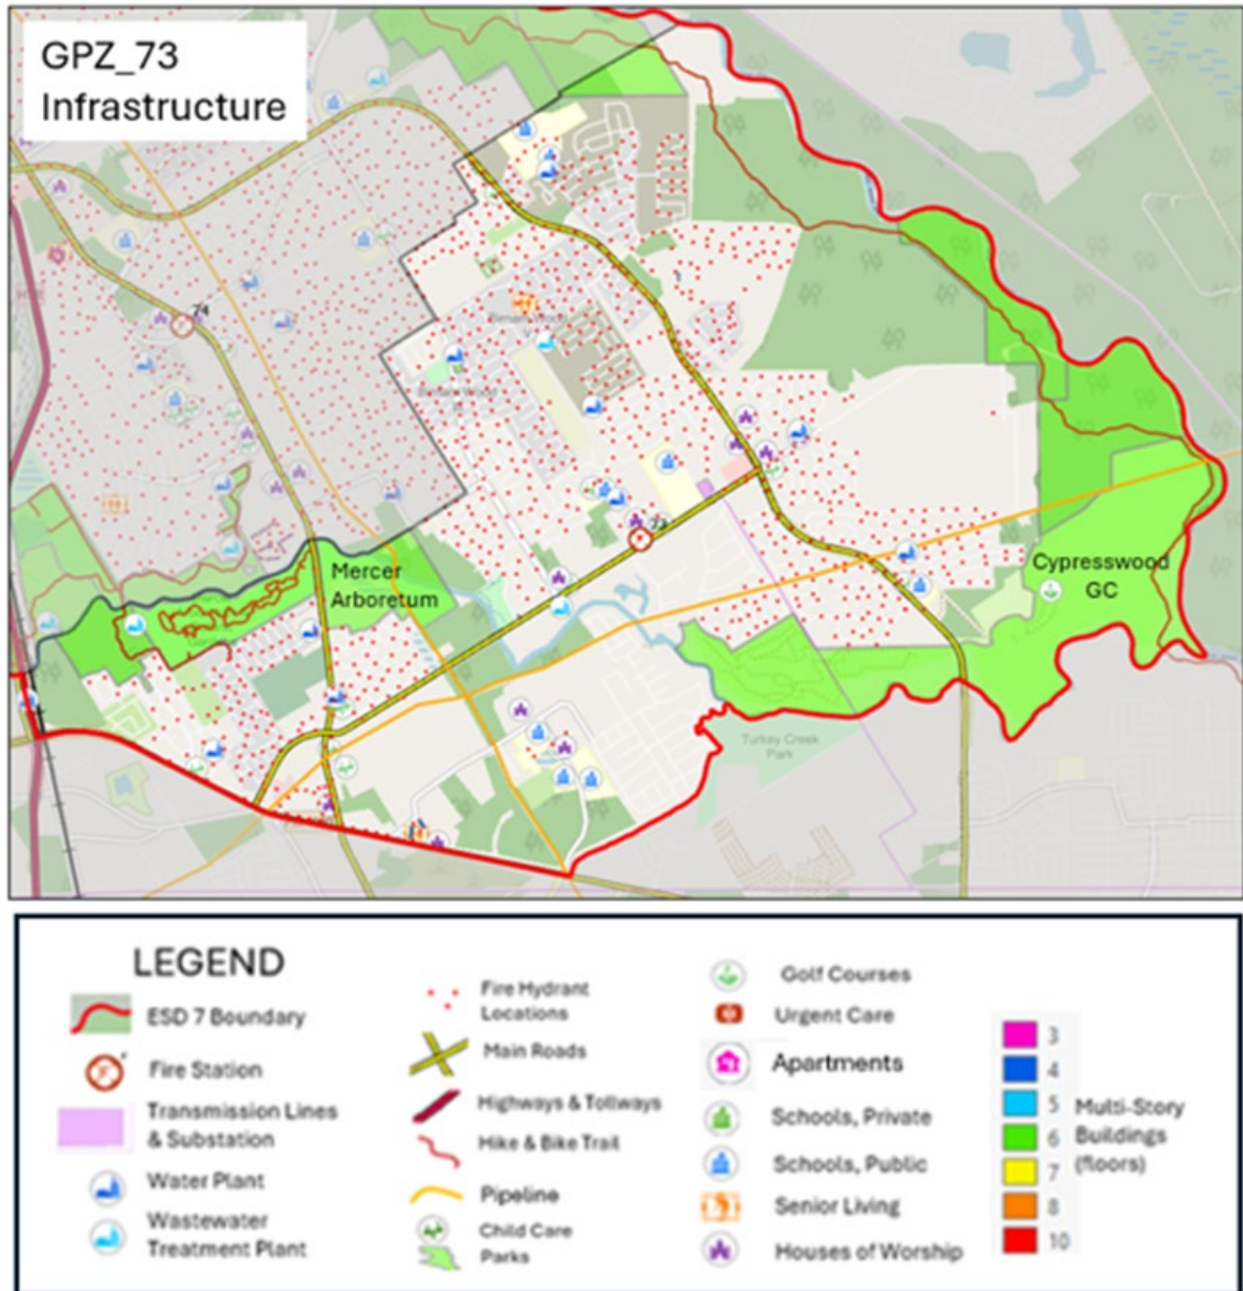 GPZ_73
Infrastructure
74
73
Mercer
Arboretum
Cypresswood
GC
Turkey Creek
Park
LEGEND
ESD 7 Boundary
Fire Station
Transmission Lines
& Substation
Water Plant
Wastewater
Treatment Plant
Fire Hydrant
Locations
Main Roads
Highways & Tollways
Hike & Bike Trail
Pipeline
Child Care
Parks
Golf Courses
Urgent Care
Apartments
Schools, Private
Schools, Public
Senior Living
Houses of Worship
3
4
5
6
7
8
10
Multi-Story
Buildings
(floors)